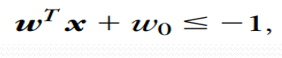 w^T x + w_0 ≤ −1,